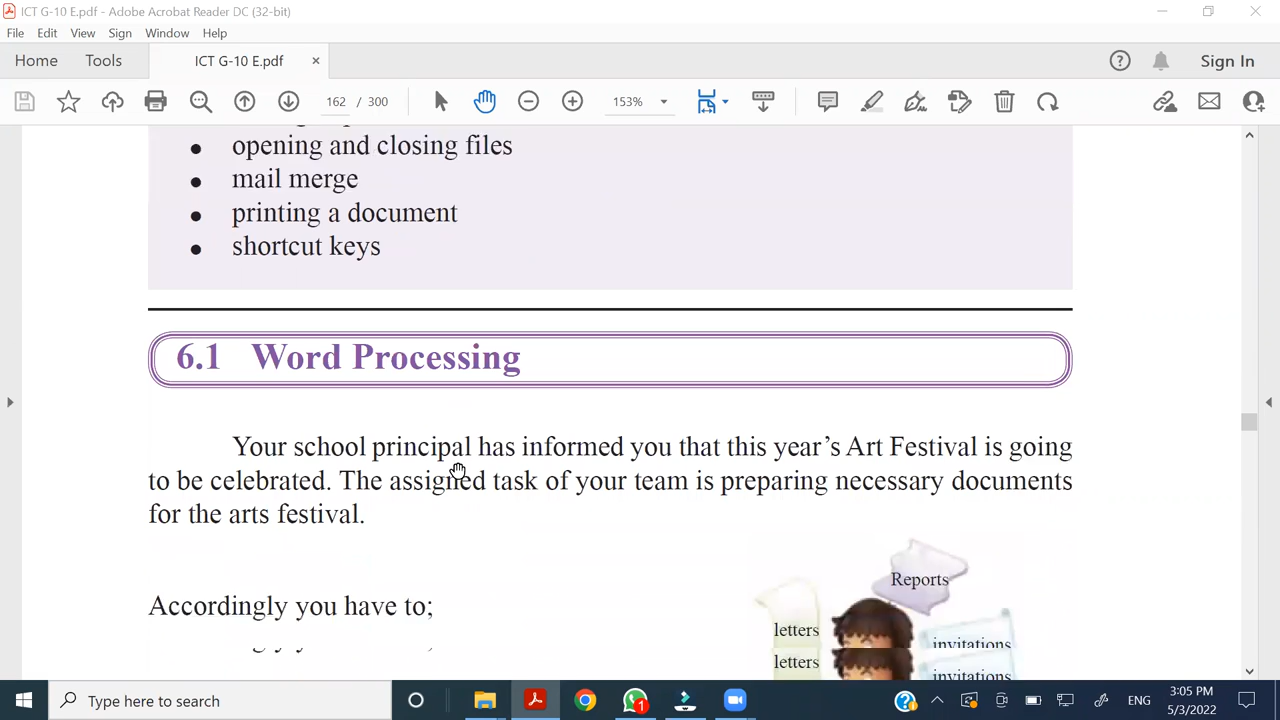 ICT G-10 E.pdf - Adobe Acrobat Reader DC (32-bit)
File Edit View Sign Window Help
Home Tools ICT G-10 E.pdf × Sign In
162 / 300 153%
● opening and closing files
● mail merge
● printing a document
● shortcut keys
6.1 Word Processing
Your school principal has informed you that this year's Art Festival is going
to be celebrated. The assigned task of your team is preparing necessary documents
for the arts festival.
Reports
Accordingly you have to;
letters
invitations
letters
invitations
Type here to search
1
ENG
3:05 PM
5/3/2022